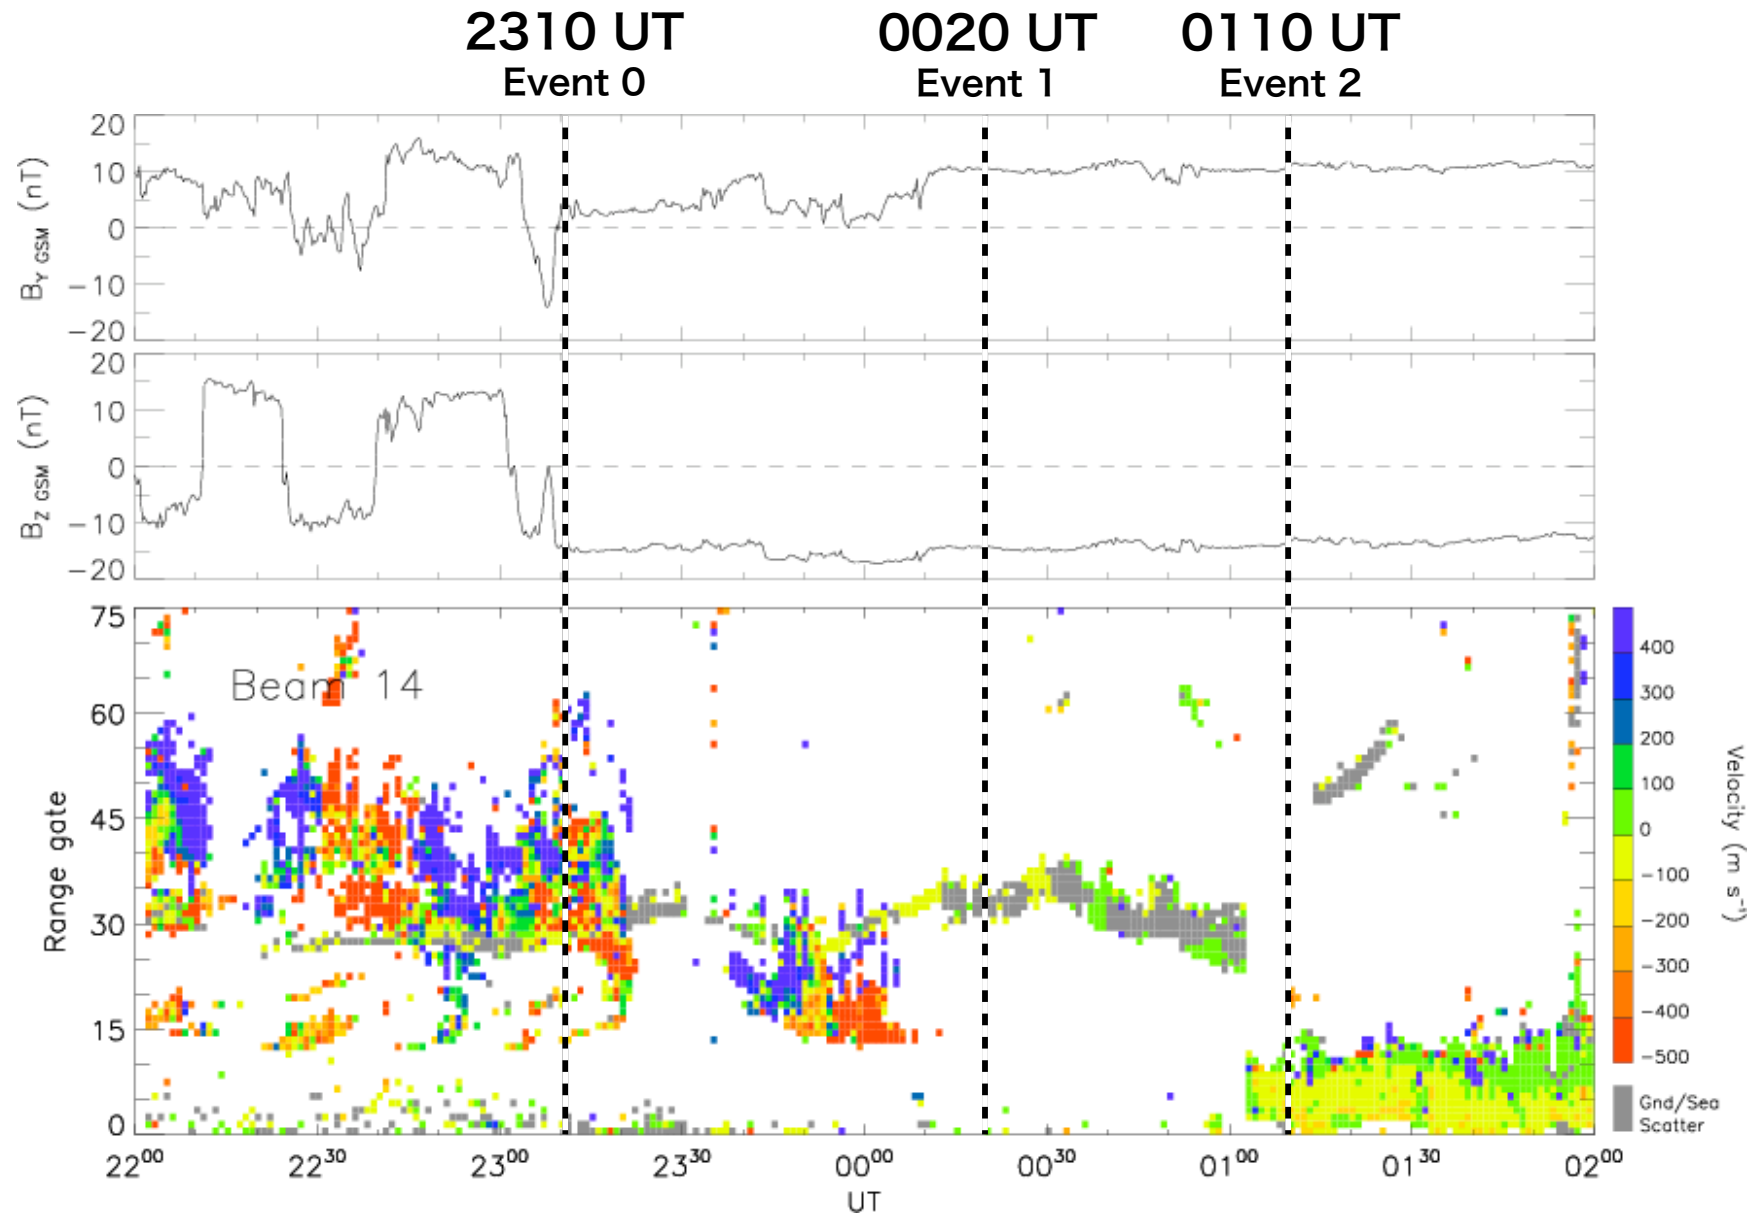 2310 UT 0020 UT 0110 UT
Event 0 Event 1 Event 2
20
10
0
−10
−20
B_Y GSM (nT)
20
10
0
−10
−20
B_Z GSM (nT)
75
60
45
30
15
0
Range gate
Beam 14
400
300
200
100
0
−100
−200
−300
−400
−500
Velocity (m s⁻¹)
Gnd/Sea
Scatter
22⁰⁰ 22³⁰ 23⁰⁰ 23³⁰ 00⁰⁰ 00³⁰ 01⁰⁰ 01³⁰ 02⁰⁰
UT